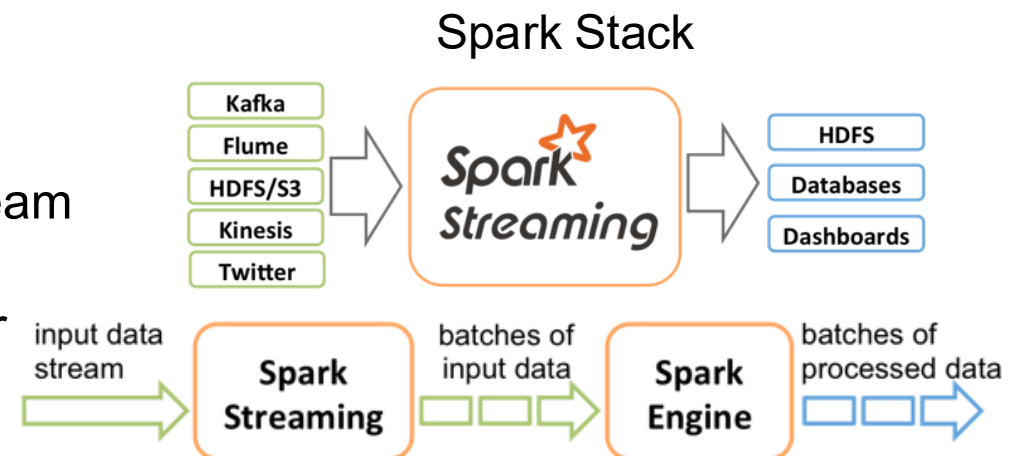 Spark Stack
Kafka
Flume
HDFS/S3
Kinesis
Twitter
Spark
Streaming
HDFS
Databases
Dashboards
input data
stream
Spark
Streaming
batches of
input data
Spark
Engine
batches of
processed data